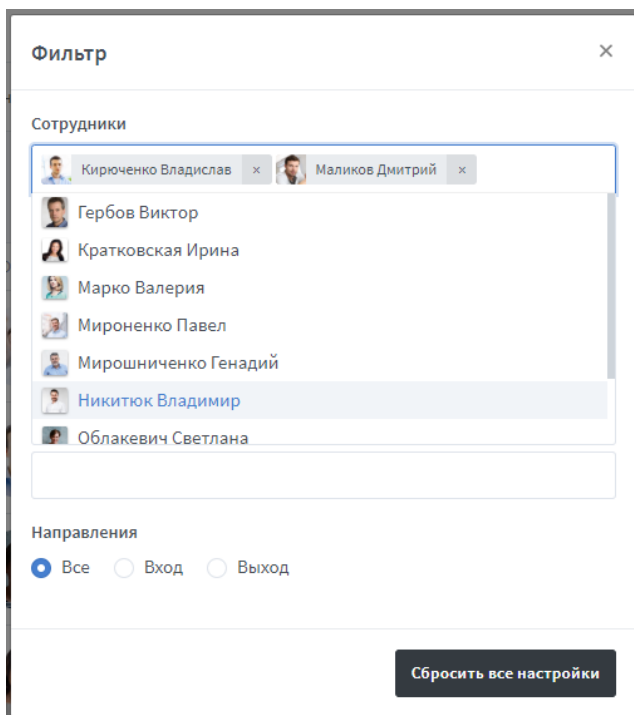 Фильтр
×
Сотрудники
Кирюченко Владислав × Маликов Дмитрий ×
Гербов Виктор
Кратковская Ирина
Марко Валерия
Мироненко Павел
Мирошниченко Генадий
Никитюк Владимир
Облакевич Светлана
Направления
Все Вход Выход
Сбросить все настройки